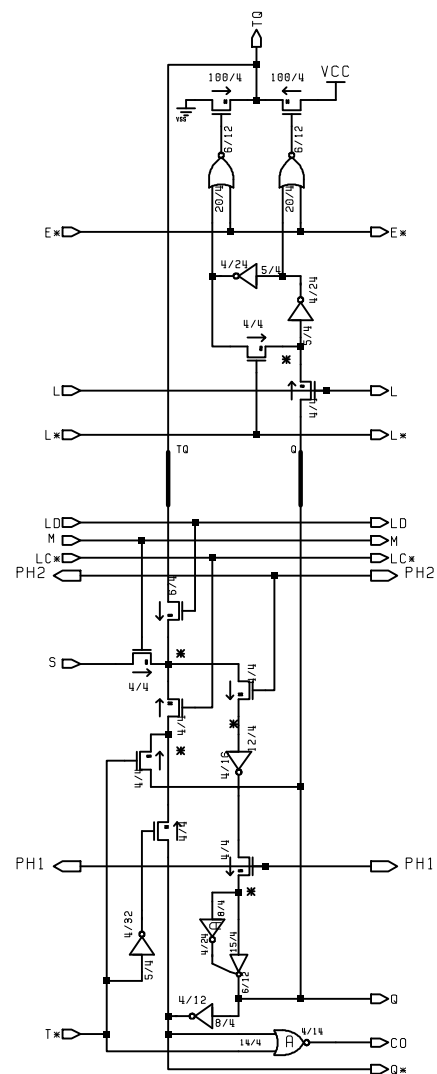 TQ
100/4 100/4 VCC
VSS
6/12 6/12
20/4 20/4
E* E*
4/24 5/4 4/24
4/4 5/4
*
L 4/4 L
L* L*
TQ Q
LD LD
M M
LC* LC*
PH2 PH2
6/4
*
S 4/4
4/4
4/4 *
12/4
* 4/16
4/4
4/4
PH1 4/4 PH1
*
4/32 8/4
4/24 15/4
5/4 6/12
4/12 Q
T* 8/4 4/14
14/4 A CO
Q*